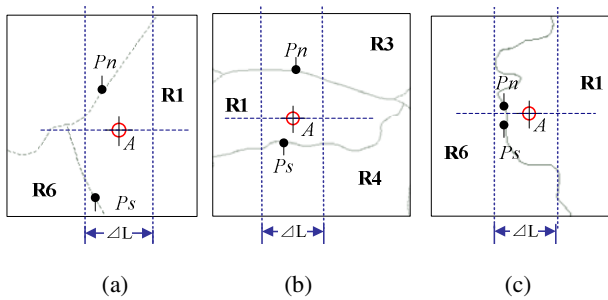 Pn R1 A R6 Ps ⊿L
R3 Pn R1 A Ps R4 ⊿L
R1 Pn A Ps R6 ⊿L
(a) (b) (c)